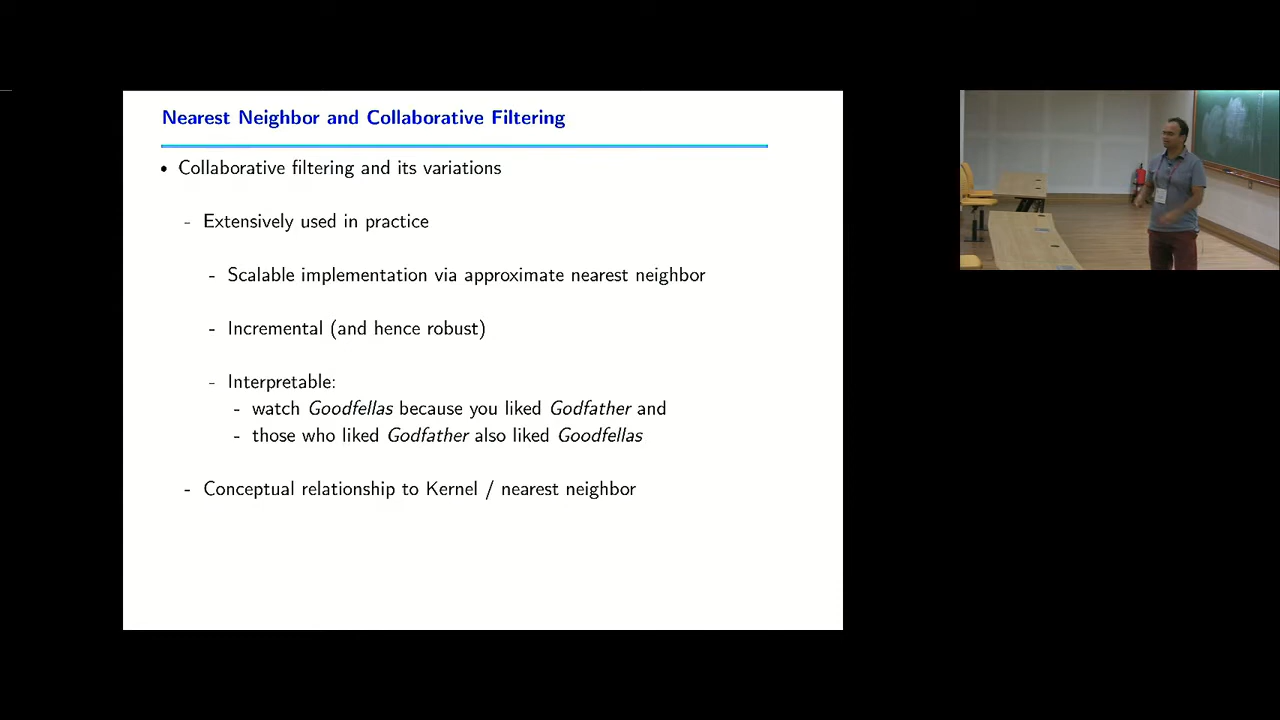 Nearest Neighbor and Collaborative Filtering
• Collaborative filtering and its variations
- Extensively used in practice
- Scalable implementation via approximate nearest neighbor
- Incremental (and hence robust)
- Interpretable:
- watch Goodfellas because you liked Godfather and
- those who liked Godfather also liked Goodfellas
- Conceptual relationship to Kernel / nearest neighbor